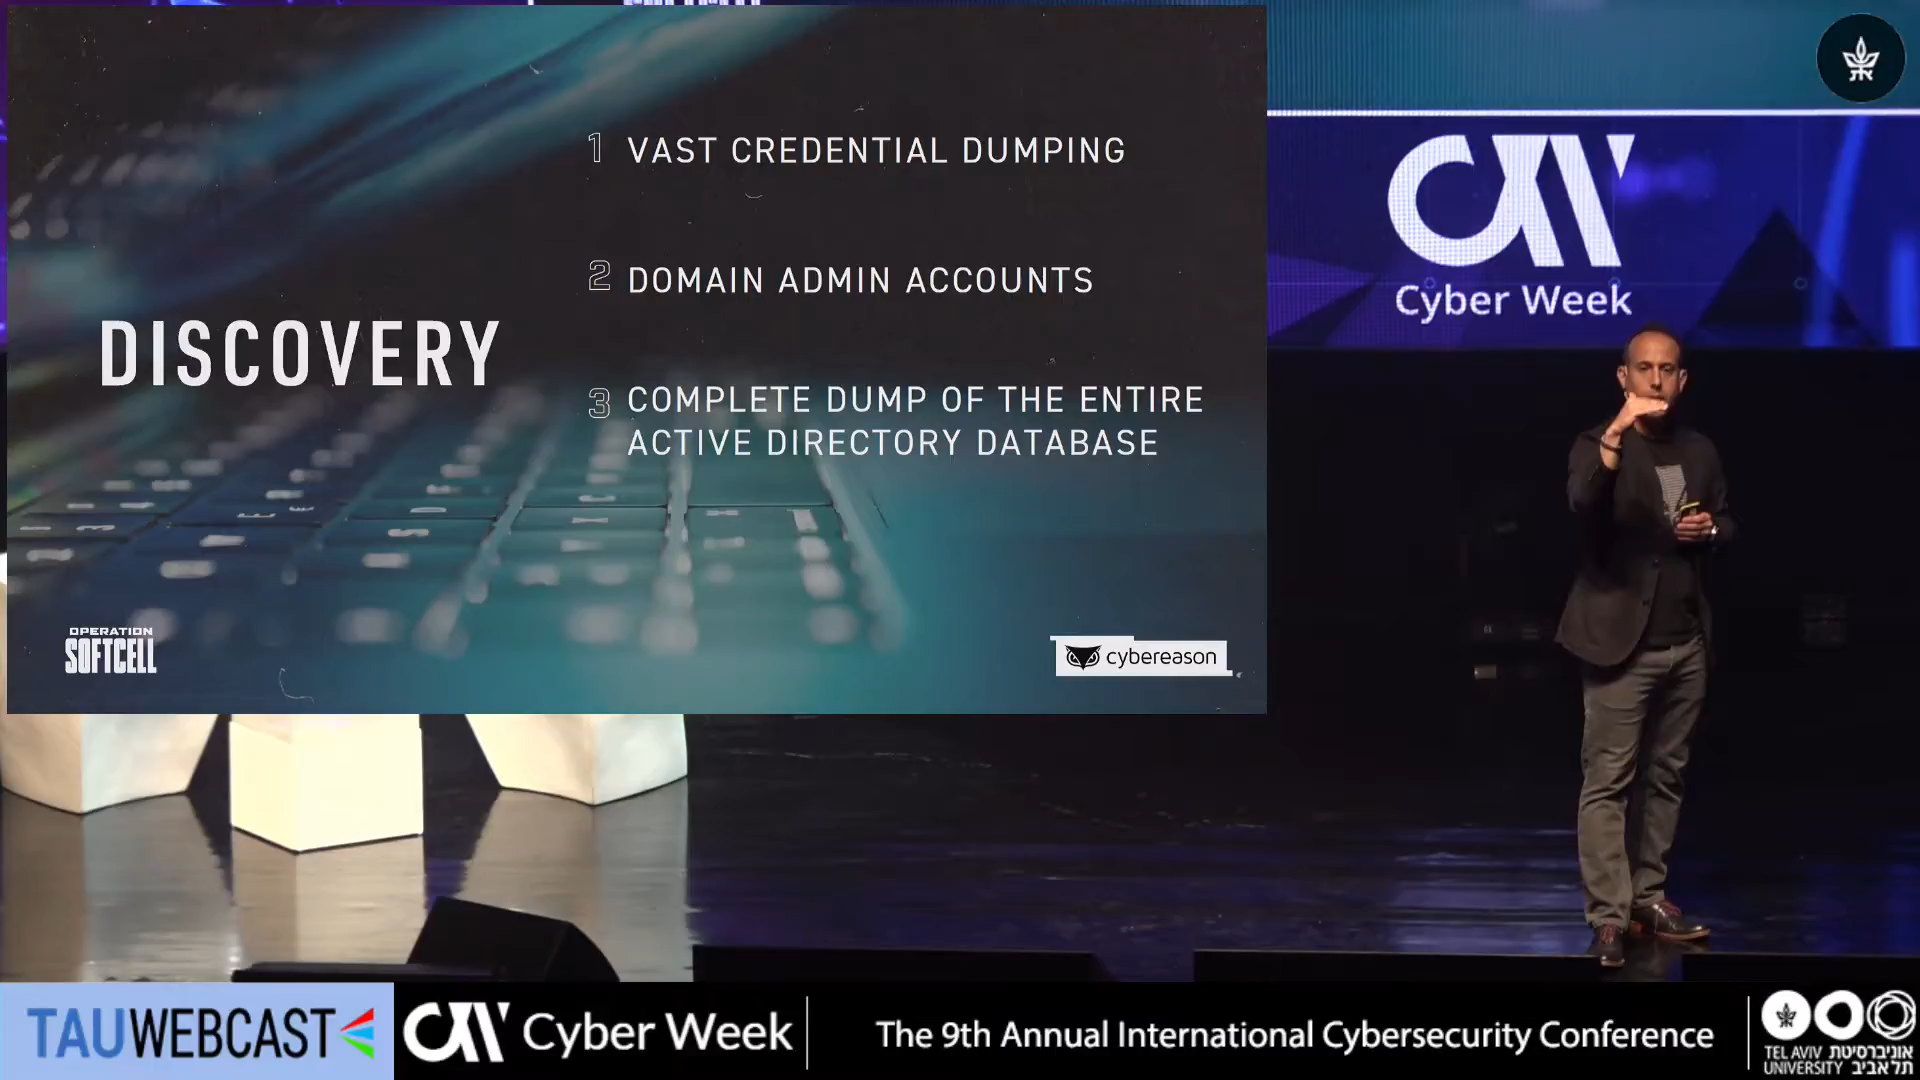 DISCOVERY
1 VAST CREDENTIAL DUMPING
2 DOMAIN ADMIN ACCOUNTS
3 COMPLETE DUMP OF THE ENTIRE
ACTIVE DIRECTORY DATABASE
OPERATION
SOFTCELL
cybereason
Cyber Week
TAUWEBCAST
Cyber Week
The 9th Annual International Cybersecurity Conference
TEL AVIV אוניברסיטת
UNIVERSITY תל אביב